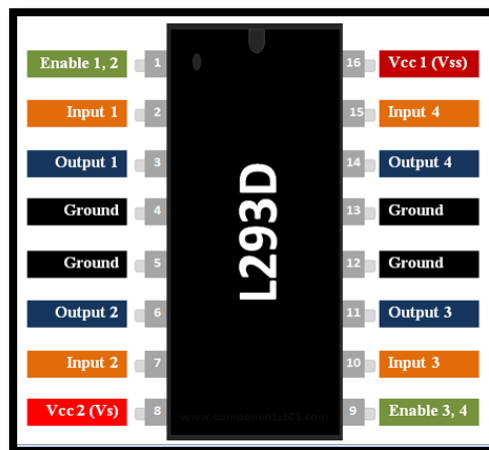 Enable 1, 2 1 16 Vcc 1 (Vss)
Input 1 2 15 Input 4
Output 1 3 14 Output 4
Ground 4 13 Ground
L293D
Ground 5 12 Ground
Output 2 6 11 Output 3
Input 2 7 10 Input 3
Vcc 2 (Vs) 8 9 Enable 3, 4
www.components101.com